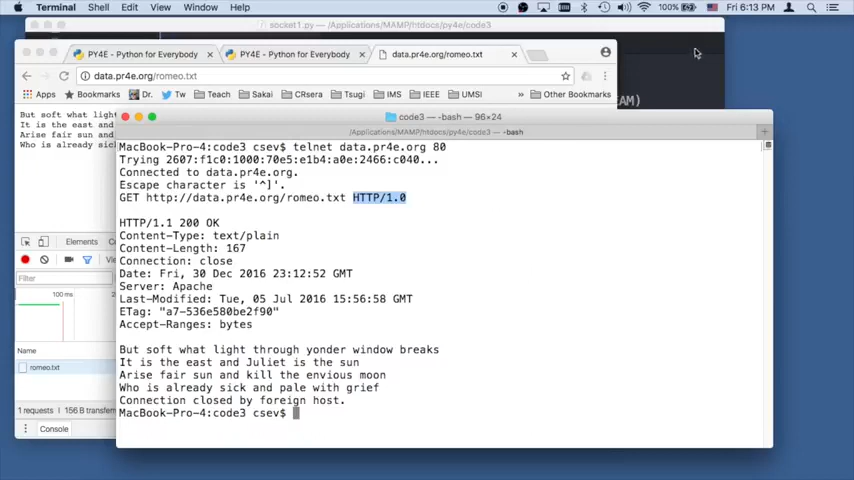 Terminal Shell Edit View Window Help 100% Fri 6:13 PM
socket1.py — /Applications/MAMP/htdocs/py4e/code3
PY4E - Python for Everybody × PY4E - Python for Everybody × data.pr4e.org/romeo.txt ×
data.pr4e.org/romeo.txt
AM)
Apps Dr. Tw Teach Sakai CRsera Tsugi IMS IEEE UMSI » Other Bookmarks
But soft what ligh
It is the east and
Arise fair sun and
Who is already sic
code3 — -bash — 96×24
/Applications/MAMP/htdocs/py4e/code3 — -bash
MacBook-Pro-4:code3 csev$ telnet data.pr4e.org 80
Trying 2607:f1c0:1000:70e5:e1b4:a0e:2466:c040...
Connected to data.pr4e.org.
Escape character is '^]'.
GET http://data.pr4e.org/romeo.txt HTTP/1.0
HTTP/1.1 200 OK
Content-Type: text/plain
Content-Length: 167
Connection: close
Date: Fri, 30 Dec 2016 23:12:52 GMT
Server: Apache
Last-Modified: Tue, 05 Jul 2016 15:56:58 GMT
ETag: "a7-536e580be2f90"
Accept-Ranges: bytes
But soft what light through yonder window breaks
It is the east and Juliet is the sun
Arise fair sun and kill the envious moon
Who is already sick and pale with grief
Connection closed by foreign host.
MacBook-Pro-4:code3 csev$
Elements
Vi
Filter
100 ms
Name
romeo.txt
1 requests | 156 B transfer
Console